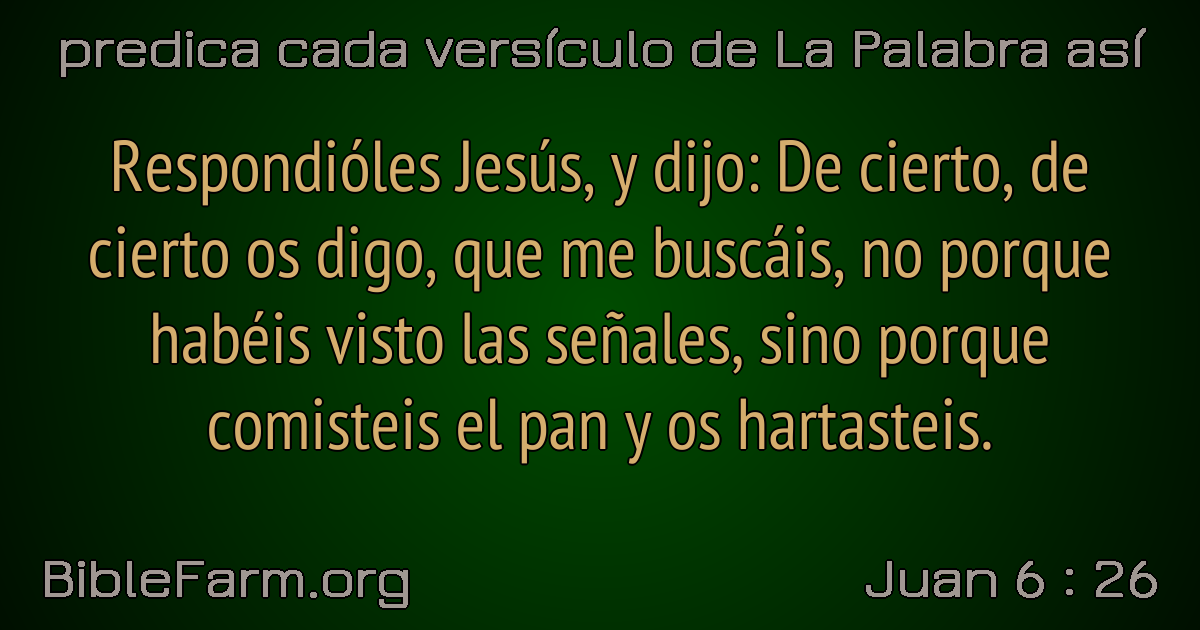 predica cada versículo de La Palabra así
Respondióles Jesús, y dijo: De cierto, de
cierto os digo, que me buscáis, no porque
habéis visto las señales, sino porque
comisteis el pan y os hartasteis.
BibleFarm.org
Juan 6 : 26